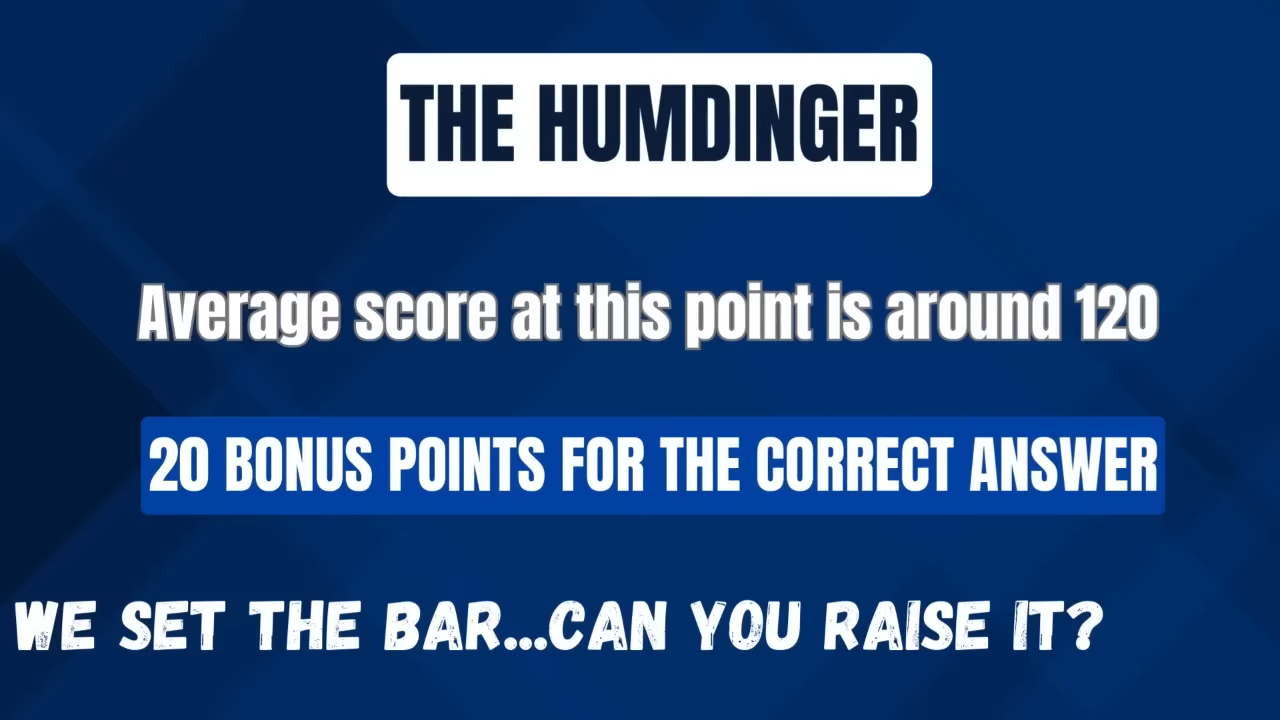 THE HUMDINGER
Average score at this point is around 120
20 BONUS POINTS FOR THE CORRECT ANSWER
WE SET THE BAR...CAN YOU RAISE IT?